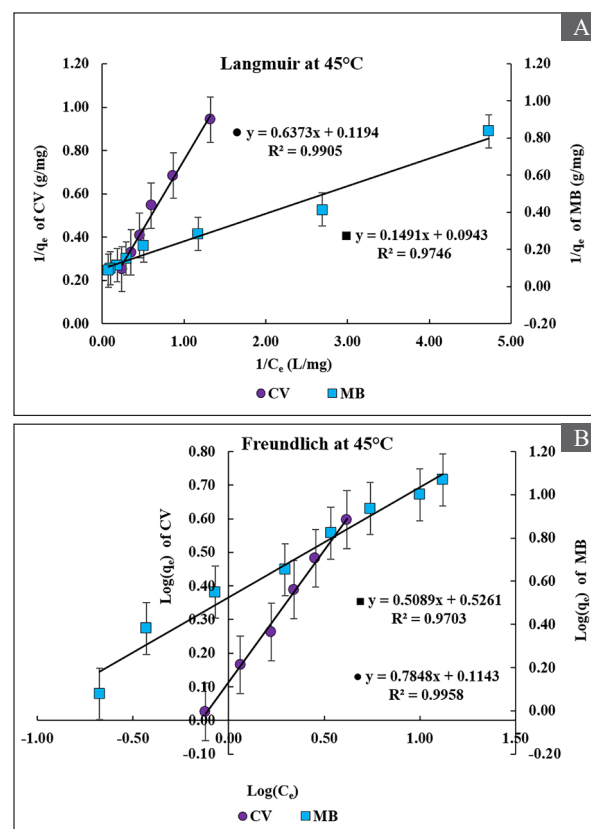 A
Langmuir at 45°C
1.20
1.00
0.80
0.60
0.40
0.20
0.00
1/qe of CV (g/mg)
y = 0.6373x + 0.1194
R² = 0.9905
y = 0.1491x + 0.0943
R² = 0.9746
1.20
1.00
0.80
0.60
0.40
0.20
0.00
-0.20
1/qe of MB (g/mg)
0.00 1.00 2.00 3.00 4.00 5.00
1/Ce (L/mg)
CV MB
B
Freundlich at 45°C
0.80
0.70
0.60
0.50
0.40
0.30
0.20
0.10
0.00
-0.10
Log(qe) of CV
y = 0.5089x + 0.5261
R² = 0.9703
y = 0.7848x + 0.1143
R² = 0.9958
1.20
1.00
0.80
0.60
0.40
0.20
0.00
-0.20
Log(qe) of MB
-1.00 -0.50 0.00 0.50 1.00 1.50
Log(Ce)
CV MB